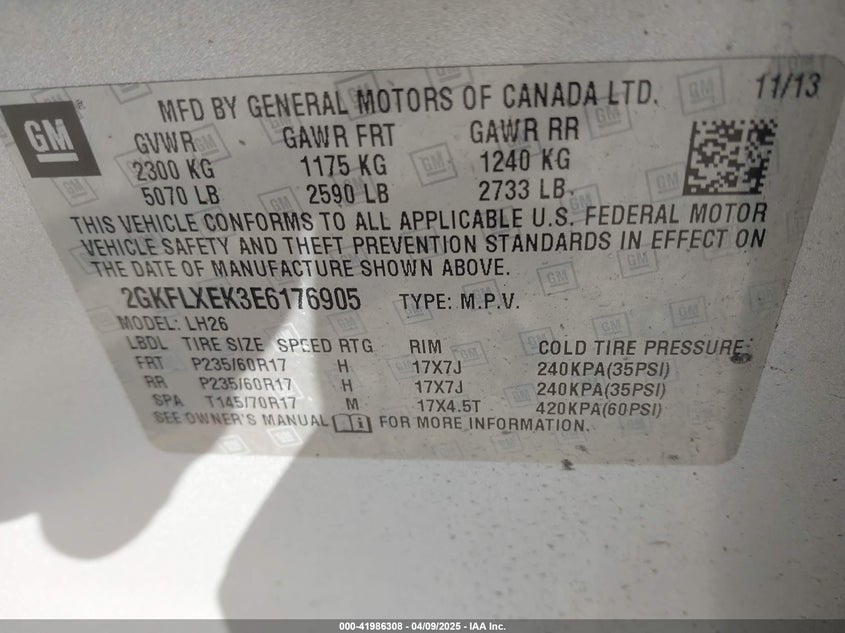 GM
MFD BY GENERAL MOTORS OF CANADA LTD. 11/13
GVWR GAWR FRT GAWR RR
2300 KG 1175 KG 1240 KG
5070 LB 2590 LB 2733 LB
THIS VEHICLE CONFORMS TO ALL APPLICABLE U.S. FEDERAL MOTOR
VEHICLE SAFETY AND THEFT PREVENTION STANDARDS IN EFFECT ON
THE DATE OF MANUFACTURE SHOWN ABOVE.
2GKFLXEK3E6176905 TYPE: M.P.V.
MODEL: LH26
LBDL TIRE SIZE SPEED RTG RIM COLD TIRE PRESSURE:
FRT P235/60R17 H 17X7J 240KPA(35PSI)
RR P235/60R17 H 17X7J 240KPA(35PSI)
SPA T145/70R17 M 17X4.5T 420KPA(60PSI)
SEE OWNER'S MANUAL i FOR MORE INFORMATION.
000-41986308 | 04/09/2025 - IAA Inc.